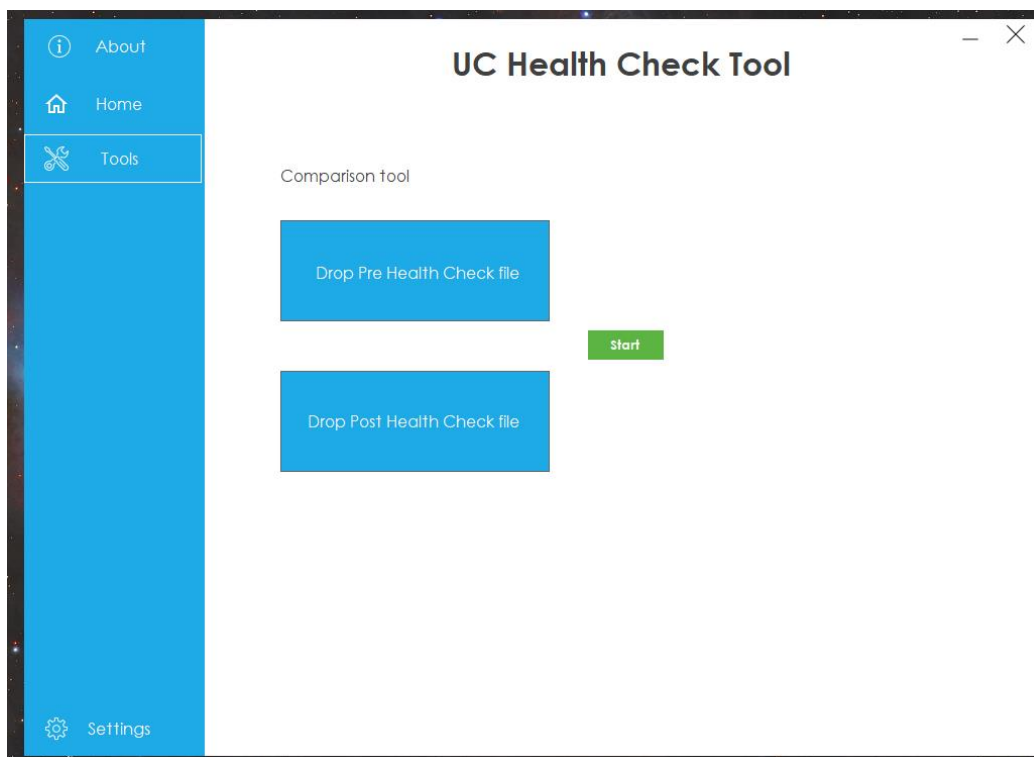 About
Home
Tools
Settings
UC Health Check Tool
Comparison tool
Drop Pre Health Check file
Start
Drop Post Health Check file